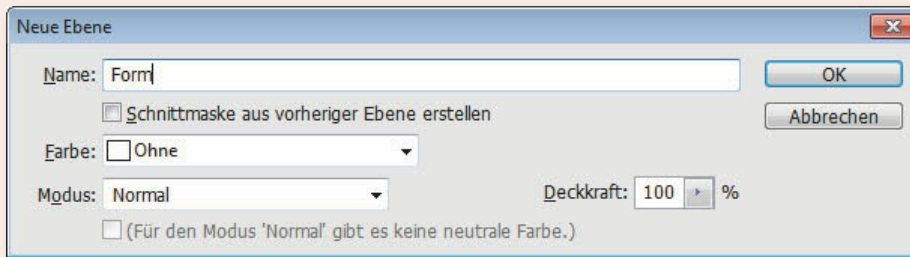 Neue Ebene
Name: Form
OK
Schnittmaske aus vorheriger Ebene erstellen
Abbrechen
Farbe: Ohne
Modus: Normal Deckkraft: 100 %
(Für den Modus 'Normal' gibt es keine neutrale Farbe.)